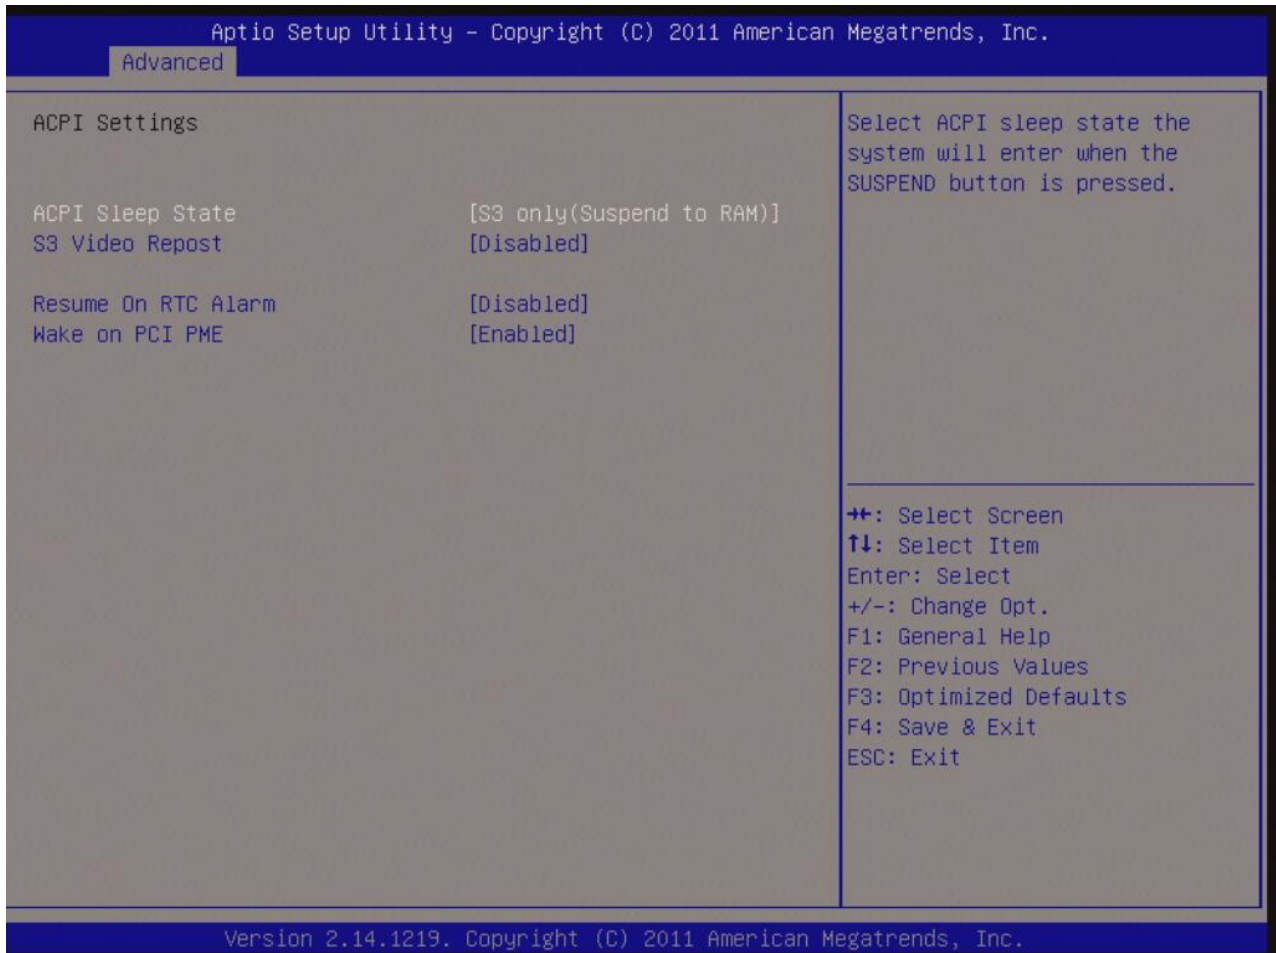 Aptio Setup Utility – Copyright (C) 2011 American Megatrends, Inc.
Advanced
ACPI Settings
ACPI Sleep State [S3 only(Suspend to RAM)]
S3 Video Repost [Disabled]
Resume On RTC Alarm [Disabled]
Wake on PCI PME [Enabled]
Select ACPI sleep state the
system will enter when the
SUSPEND button is pressed.
→←: Select Screen
↑↓: Select Item
Enter: Select
+/-: Change Opt.
F1: General Help
F2: Previous Values
F3: Optimized Defaults
F4: Save & Exit
ESC: Exit
Version 2.14.1219. Copyright (C) 2011 American Megatrends, Inc.